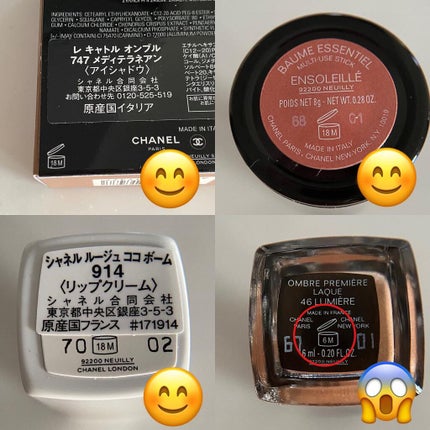 レ キャトル オンブル
747 メディテラネアン
〈アイシャドウ〉
シャネル合同会社
東京都中央区銀座3-5-3
お問い合わせ先 0120-525-519
原産国イタリア
18M
CHANEL
PARIS
MADE IN ITALY
BAUME ESSENTIEL
MULTI-USE STICK
ENSOLEILLÉ
92200 NEUILLY
POIDS NET 8g - NET WT. 0.28 OZ.
68
01
18M
MADE IN ITALY
CHANEL PARIS - CHANEL NEW YORK, N.Y. 10019
シャネル ルージュ ココ ボーム
914
〈リップクリーム〉
シャネル合同会社
東京都中央区銀座3-5-3
原産国フランス #171914
70 18M 02
92200 NEUILLY
CHANEL LONDON
OMBRE PREMIÈRE
LAQUE
46 LUMIÈRE
MADE IN FRANCE
CHANEL PARIS
CHANEL NEW YORK
6M
01
6 ml - 0.20 FL.OZ.